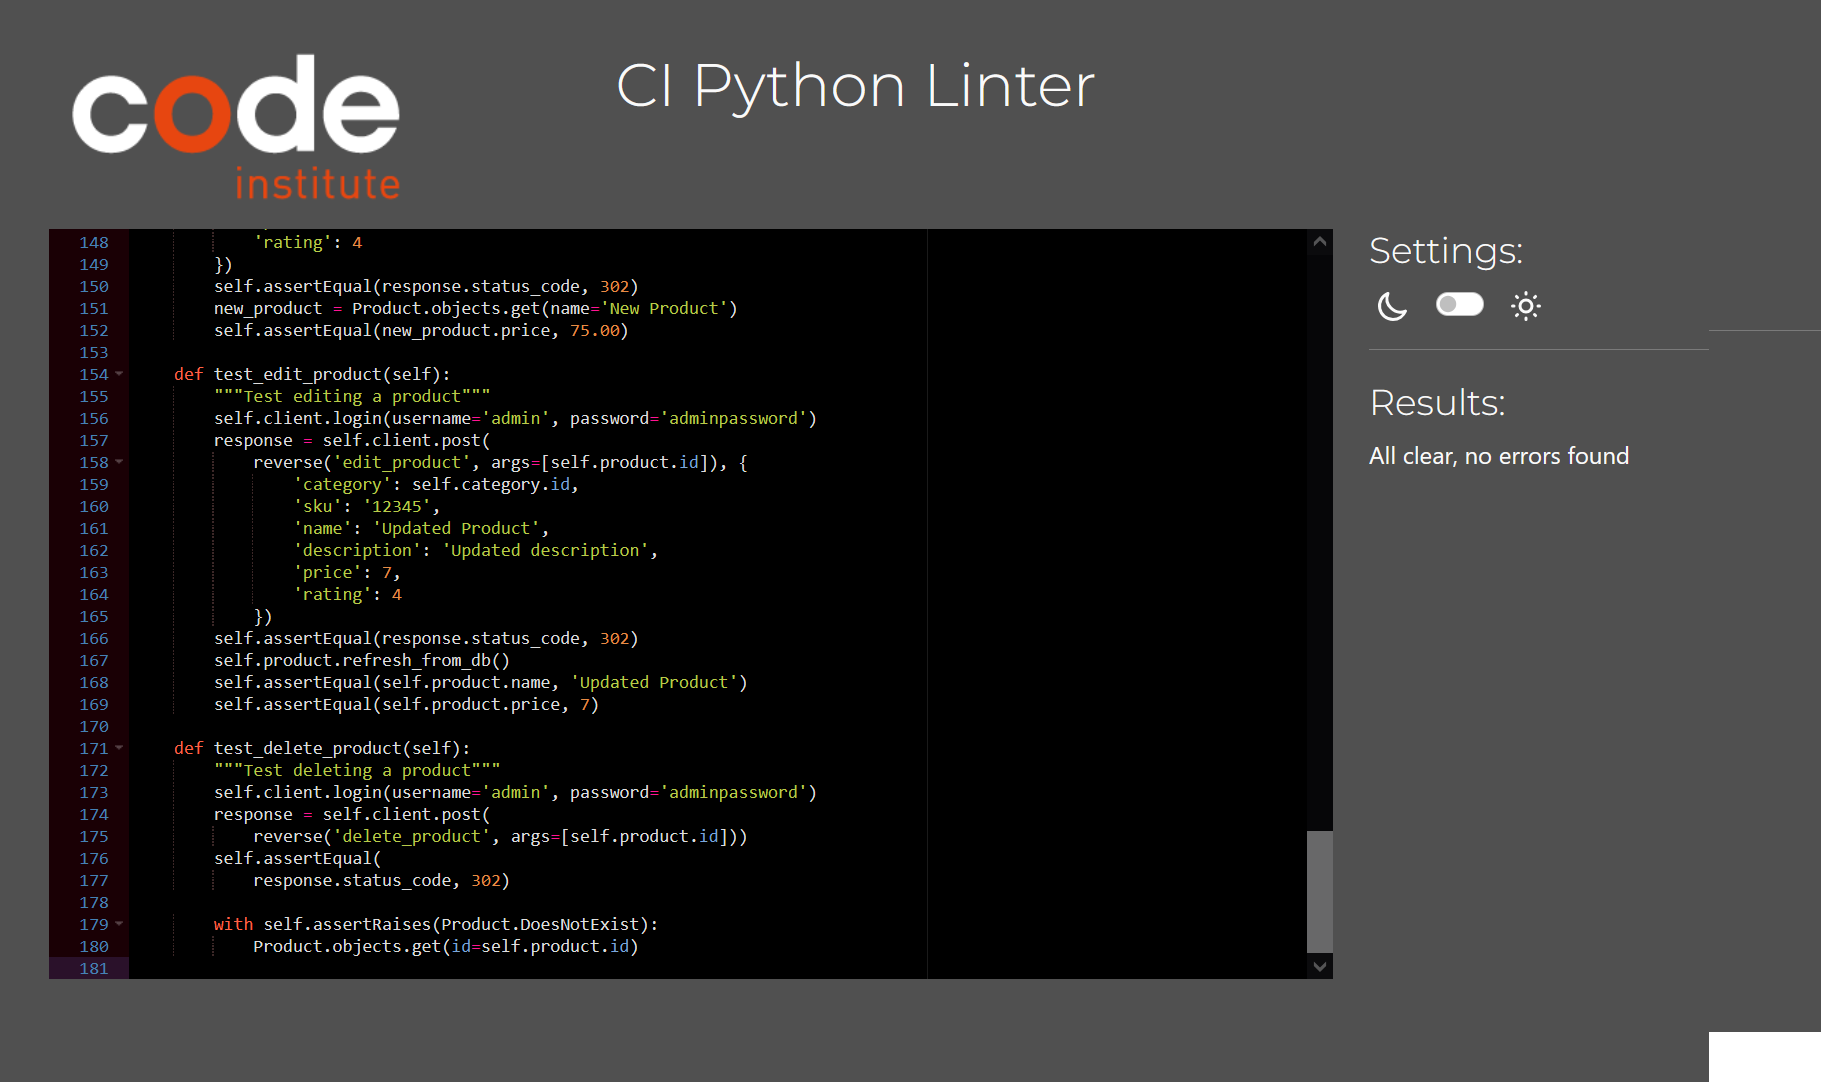 code
institute
CI Python Linter
148 'rating': 4
149 })
150 self.assertEqual(response.status_code, 302)
151 new_product = Product.objects.get(name='New Product')
152 self.assertEqual(new_product.price, 75.00)
153
154 def test_edit_product(self):
155 """Test editing a product"""
156 self.client.login(username='admin', password='adminpassword')
157 response = self.client.post(
158 reverse('edit_product', args=[self.product.id]), {
159 'category': self.category.id,
160 'sku': '12345',
161 'name': 'Updated Product',
162 'description': 'Updated description',
163 'price': 7,
164 'rating': 4
165 })
166 self.assertEqual(response.status_code, 302)
167 self.product.refresh_from_db()
168 self.assertEqual(self.product.name, 'Updated Product')
169 self.assertEqual(self.product.price, 7)
170
171 def test_delete_product(self):
172 """Test deleting a product"""
173 self.client.login(username='admin', password='adminpassword')
174 response = self.client.post(
175 reverse('delete_product', args=[self.product.id]))
176 self.assertEqual(
177 response.status_code, 302)
178
179 with self.assertRaises(Product.DoesNotExist):
180 Product.objects.get(id=self.product.id)
181
Settings:
Results:
All clear, no errors found